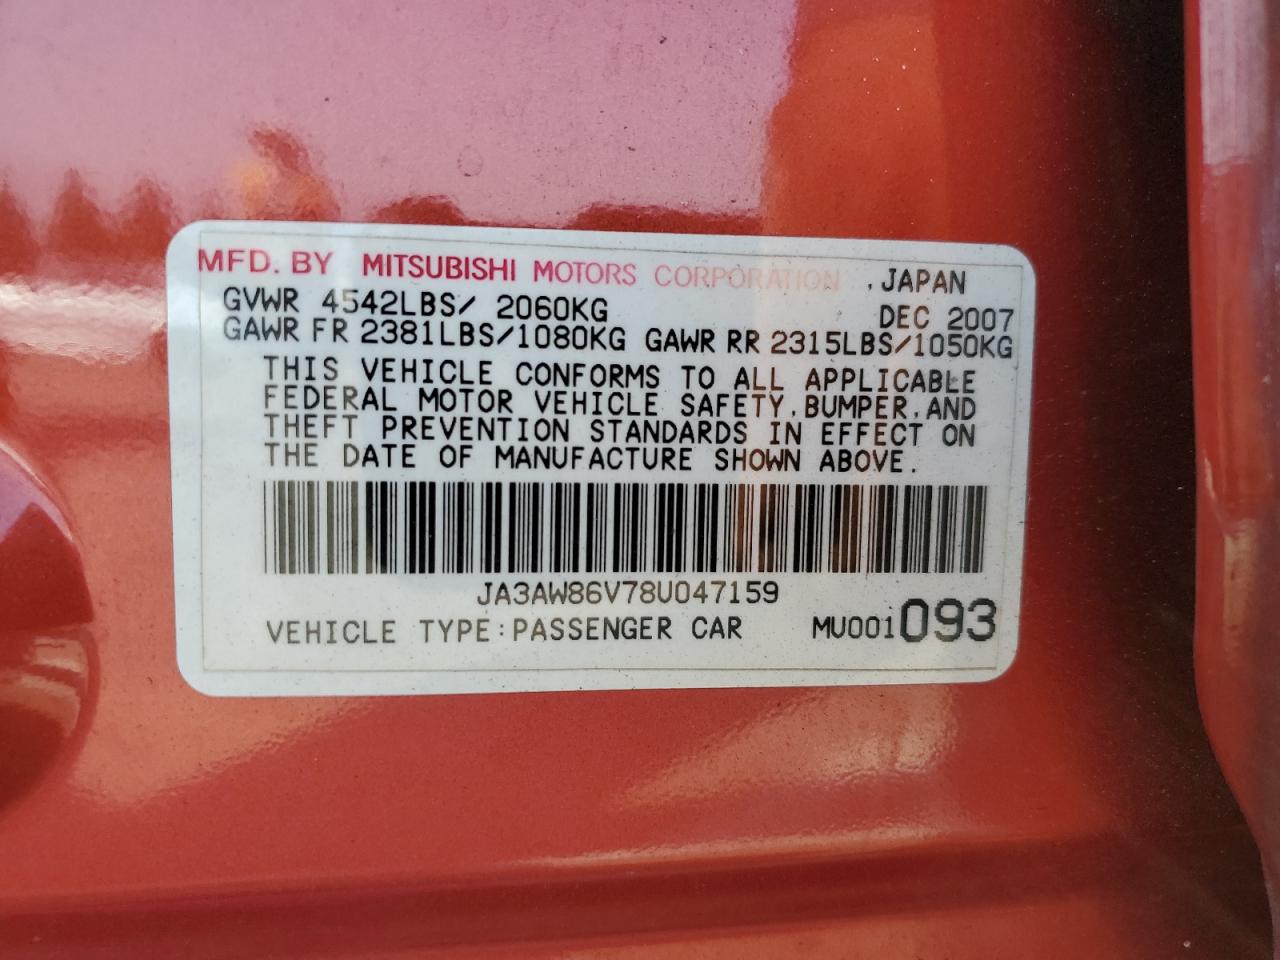 MFD. BY MITSUBISHI MOTORS CORPORATION , JAPAN
GVWR 4542LBS/ 2060KG DEC 2007
GAWR FR 2381LBS/1080KG GAWR RR 2315LBS/1050KG
THIS VEHICLE CONFORMS TO ALL APPLICABLE
FEDERAL MOTOR VEHICLE SAFETY, BUMPER, AND
THEFT PREVENTION STANDARDS IN EFFECT ON
THE DATE OF MANUFACTURE SHOWN ABOVE.
JA3AW86V78U047159
VEHICLE TYPE:PASSENGER CAR MU001093